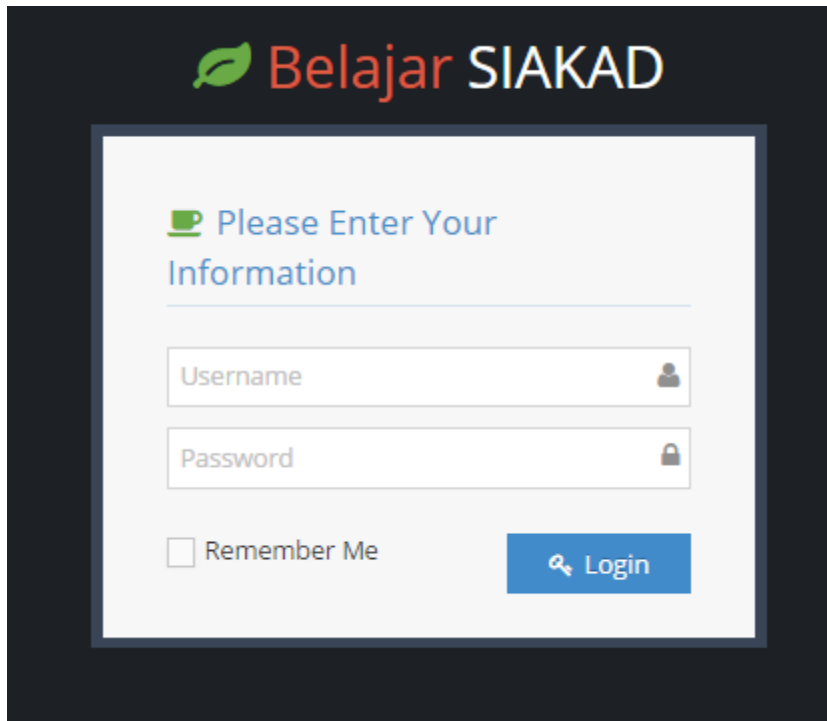 Belajar SIAKAD
Please Enter Your
Information
Username
Password
Remember Me
Login